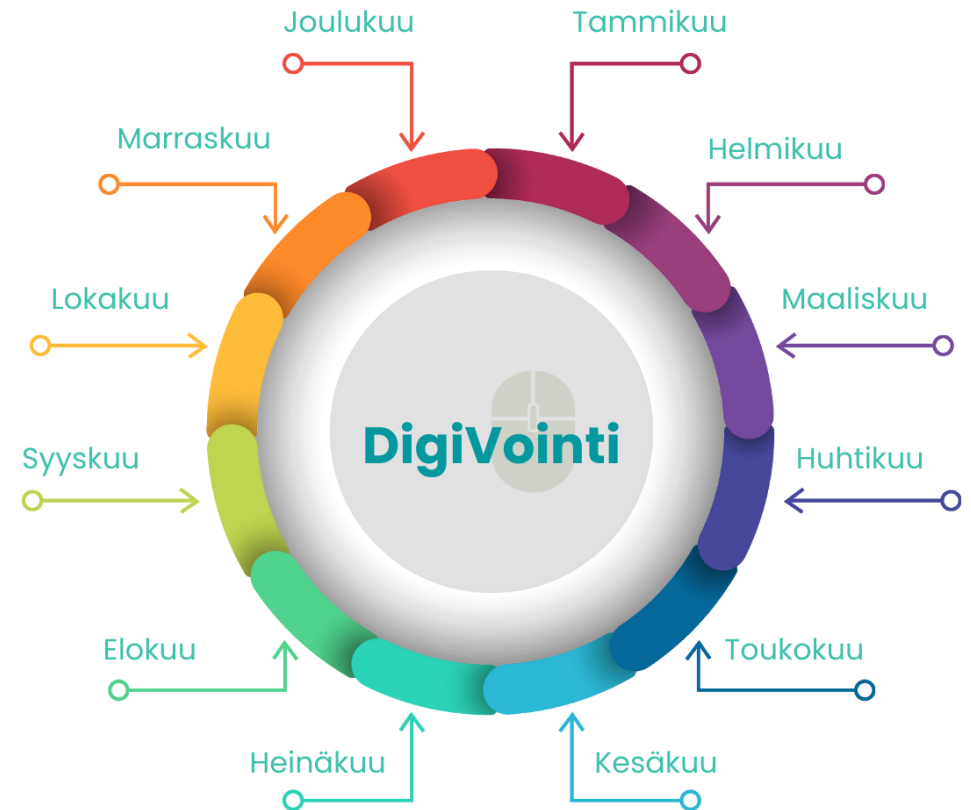 Joulukuu
Tammikuu
Marraskuu
Helmikuu
Lokakuu
Maaliskuu
DigiVointi
Syyskuu
Huhtikuu
Elokuu
Toukokuu
Heinäkuu
Kesäkuu